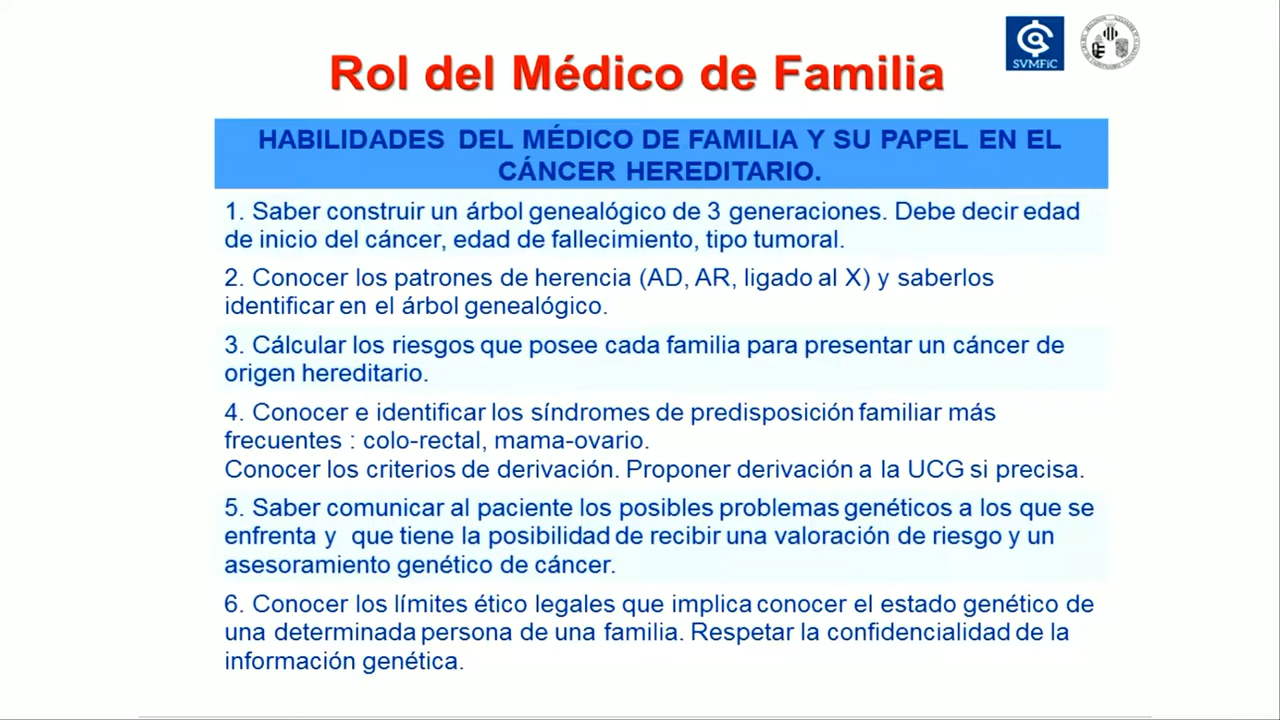 SVMFiC
Rol del Médico de Familia
HABILIDADES DEL MÉDICO DE FAMILIA Y SU PAPEL EN EL
CÁNCER HEREDITARIO.
1. Saber construir un árbol genealógico de 3 generaciones. Debe decir edad
de inicio del cáncer, edad de fallecimiento, tipo tumoral.
2. Conocer los patrones de herencia (AD, AR, ligado al X) y saberlos
identificar en el árbol genealógico.
3. Cálcular los riesgos que posee cada familia para presentar un cáncer de
origen hereditario.
4. Conocer e identificar los síndromes de predisposición familiar más
frecuentes : colo-rectal, mama-ovario.
Conocer los criterios de derivación. Proponer derivación a la UCG si precisa.
5. Saber comunicar al paciente los posibles problemas genéticos a los que se
enfrenta y que tiene la posibilidad de recibir una valoración de riesgo y un
asesoramiento genético de cáncer.
6. Conocer los límites ético legales que implica conocer el estado genético de
una determinada persona de una familia. Respetar la confidencialidad de la
información genética.